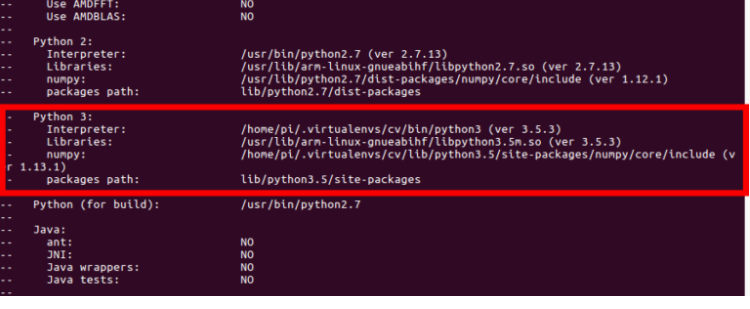 -- Use AMDFFT: NO
-- Use AMDBLAS: NO
--
-- Python 2:
-- Interpreter: /usr/bin/python2.7 (ver 2.7.13)
-- Libraries: /usr/lib/arm-linux-gnueabihf/libpython2.7.so (ver 2.7.13)
-- numpy: /usr/lib/python2.7/dist-packages/numpy/core/include (ver 1.12.1)
-- packages path: lib/python2.7/dist-packages
- Python 3:
- Interpreter: /home/pi/.virtualenvs/cv/bin/python3 (ver 3.5.3)
- Libraries: /usr/lib/arm-linux-gnueabihf/libpython3.5m.so (ver 3.5.3)
- numpy: /home/pi/.virtualenvs/cv/lib/python3.5/site-packages/numpy/core/include (v
r 1.13.1)
- packages path: lib/python3.5/site-packages
-- Python (for build): /usr/bin/python2.7
--
-- Java:
-- ant: NO
-- JNI: NO
-- Java wrappers: NO
-- Java tests: NO
--